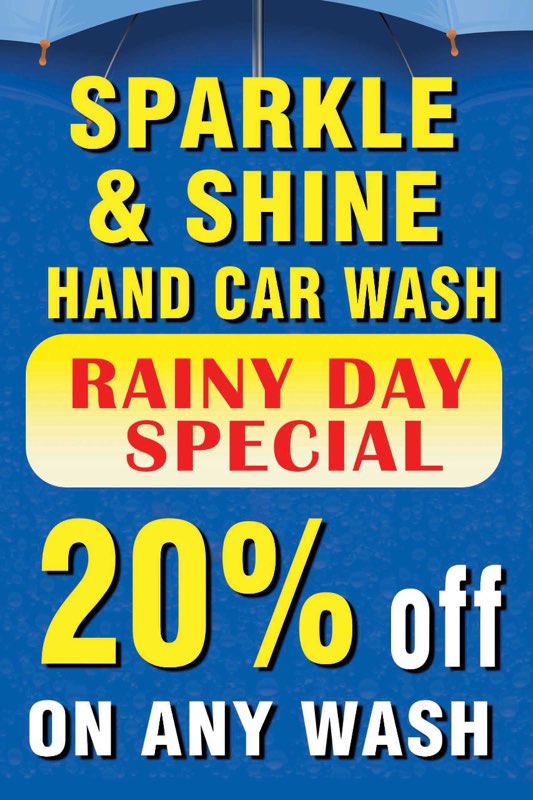 SPARKLE
& SHINE
HAND CAR WASH
RAINY DAY
SPECIAL
20% off
ON ANY WASH